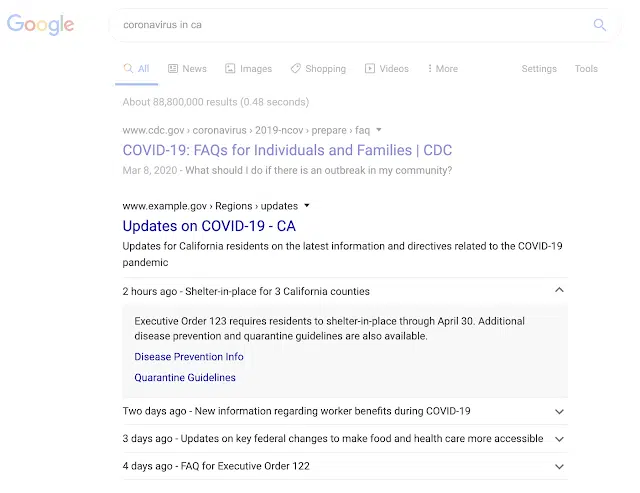 Google
coronavirus in ca
All News Images Shopping Videos More Settings Tools
About 88,800,000 results (0.48 seconds)
www.cdc.gov › coronavirus › 2019-ncov › prepare › faq
COVID-19: FAQs for Individuals and Families | CDC
Mar 8, 2020 - What should I do if there is an outbreak in my community?
www.example.gov › Regions › updates
Updates on COVID-19 - CA
Updates for California residents on the latest information and directives related to the COVID-19
pandemic
2 hours ago - Shelter-in-place for 3 California counties
Executive Order 123 requires residents to shelter-in-place through April 30. Additional
disease prevention and quarantine guidelines are also available.
Disease Prevention Info
Quarantine Guidelines
Two days ago - New information regarding worker benefits during COVID-19
3 days ago - Updates on key federal changes to make food and health care more accessible
4 days ago - FAQ for Executive Order 122